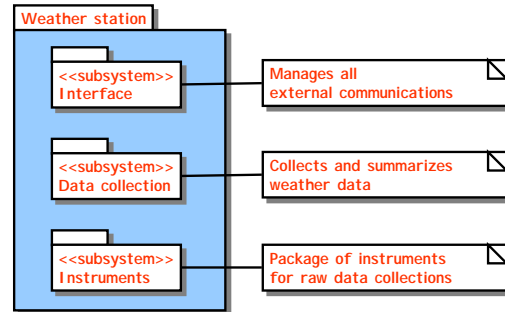 Weather station
<<subsystem>>
Interface
Manages all
external communications
<<subsystem>>
Data collection
Collects and summarizes
weather data
<<subsystem>>
Instruments
Package of instruments
for raw data collections